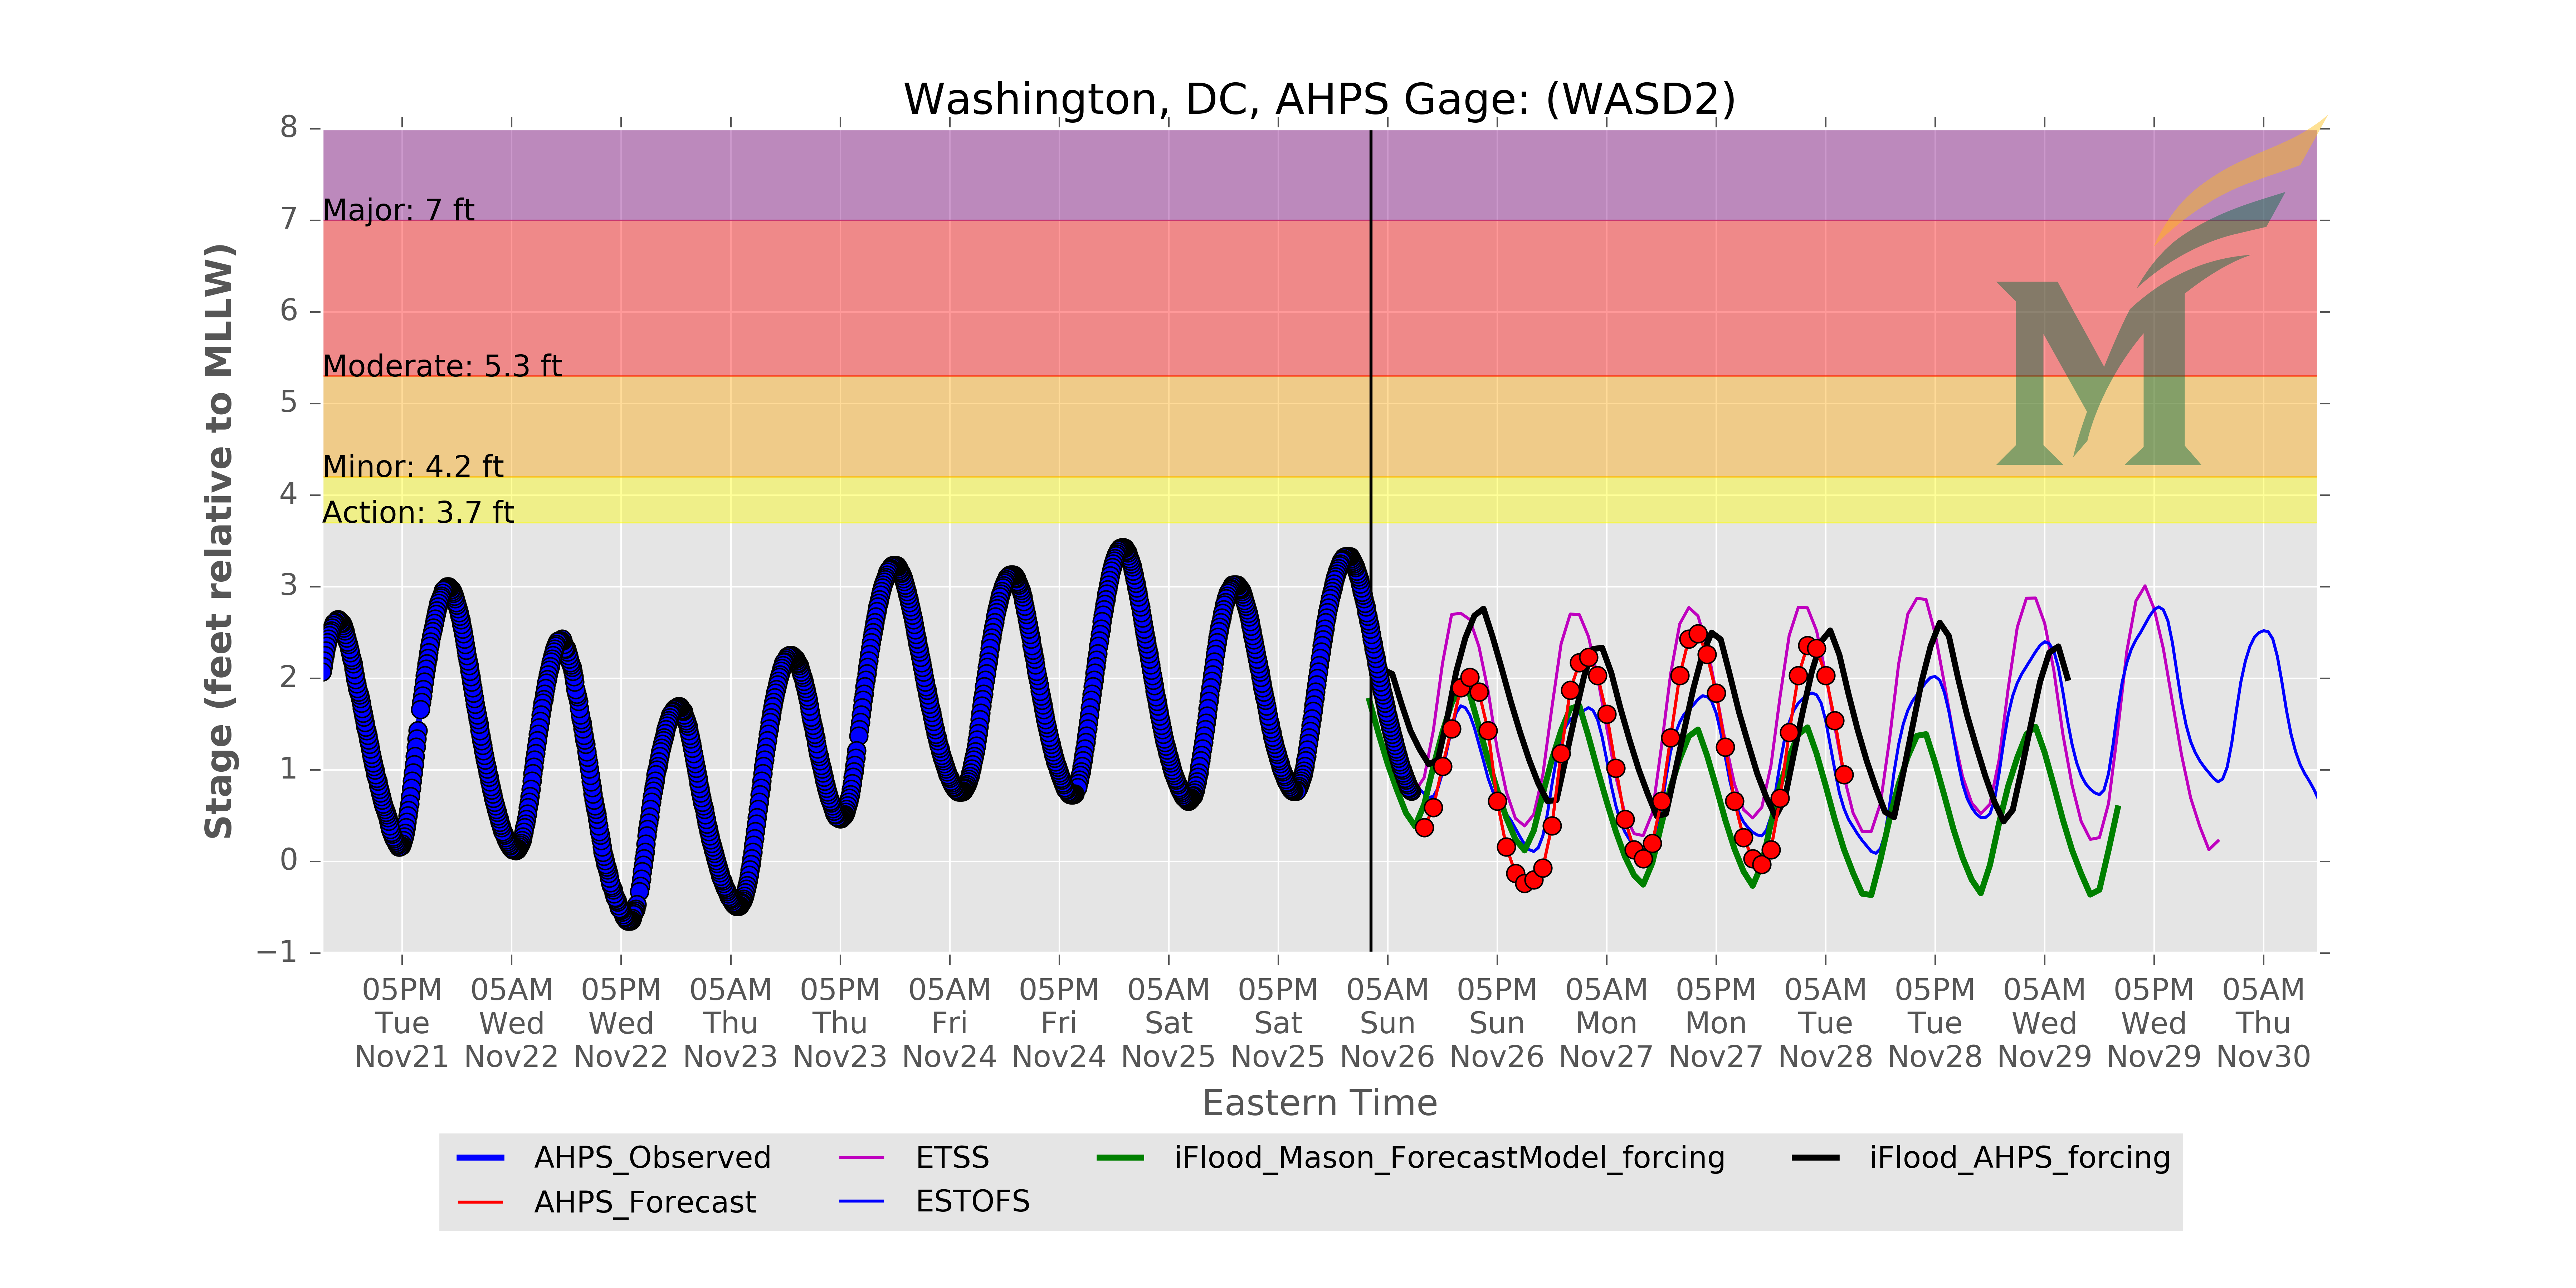 Washington, DC, AHPS Gage: (WASD2)
8
7
6
5
4
3
2
1
0
−1
Stage (feet relative to MLLW)
Major: 7 ft
Moderate: 5.3 ft
Minor: 4.2 ft
Action: 3.7 ft
M
05PM 05AM 05PM 05AM 05PM 05AM 05PM 05AM 05PM 05AM 05PM 05AM 05PM 05AM 05PM 05AM 05PM 05AM
Tue Wed Wed Thu Thu Fri Fri Sat Sat Sun Sun Mon Mon Tue Tue Wed Wed Thu
Nov21 Nov22 Nov22 Nov23 Nov23 Nov24 Nov24 Nov25 Nov25 Nov26 Nov26 Nov27 Nov27 Nov28 Nov28 Nov29 Nov29 Nov30
Eastern Time
AHPS_Observed ETSS iFlood_Mason_ForecastModel_forcing iFlood_AHPS_forcing
AHPS_Forecast ESTOFS